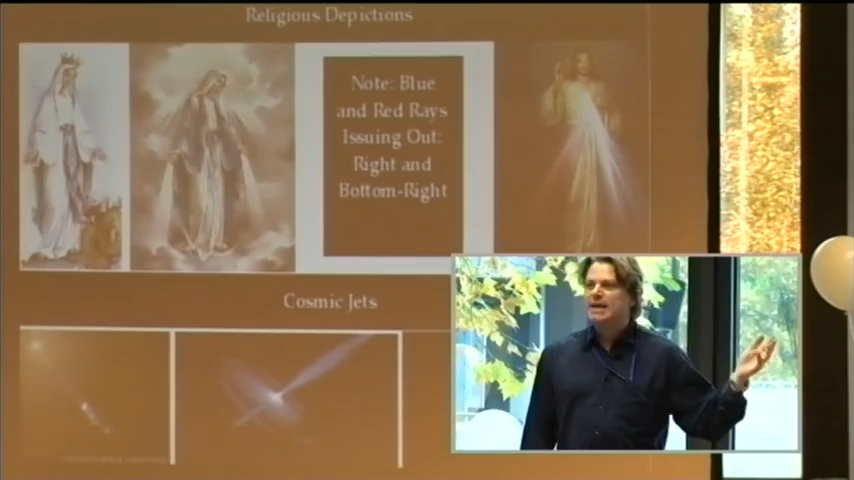 Religious Depictions
Note: Blue
and Red Rays
Issuing Out:
Right and
Bottom-Right
Cosmic Jets